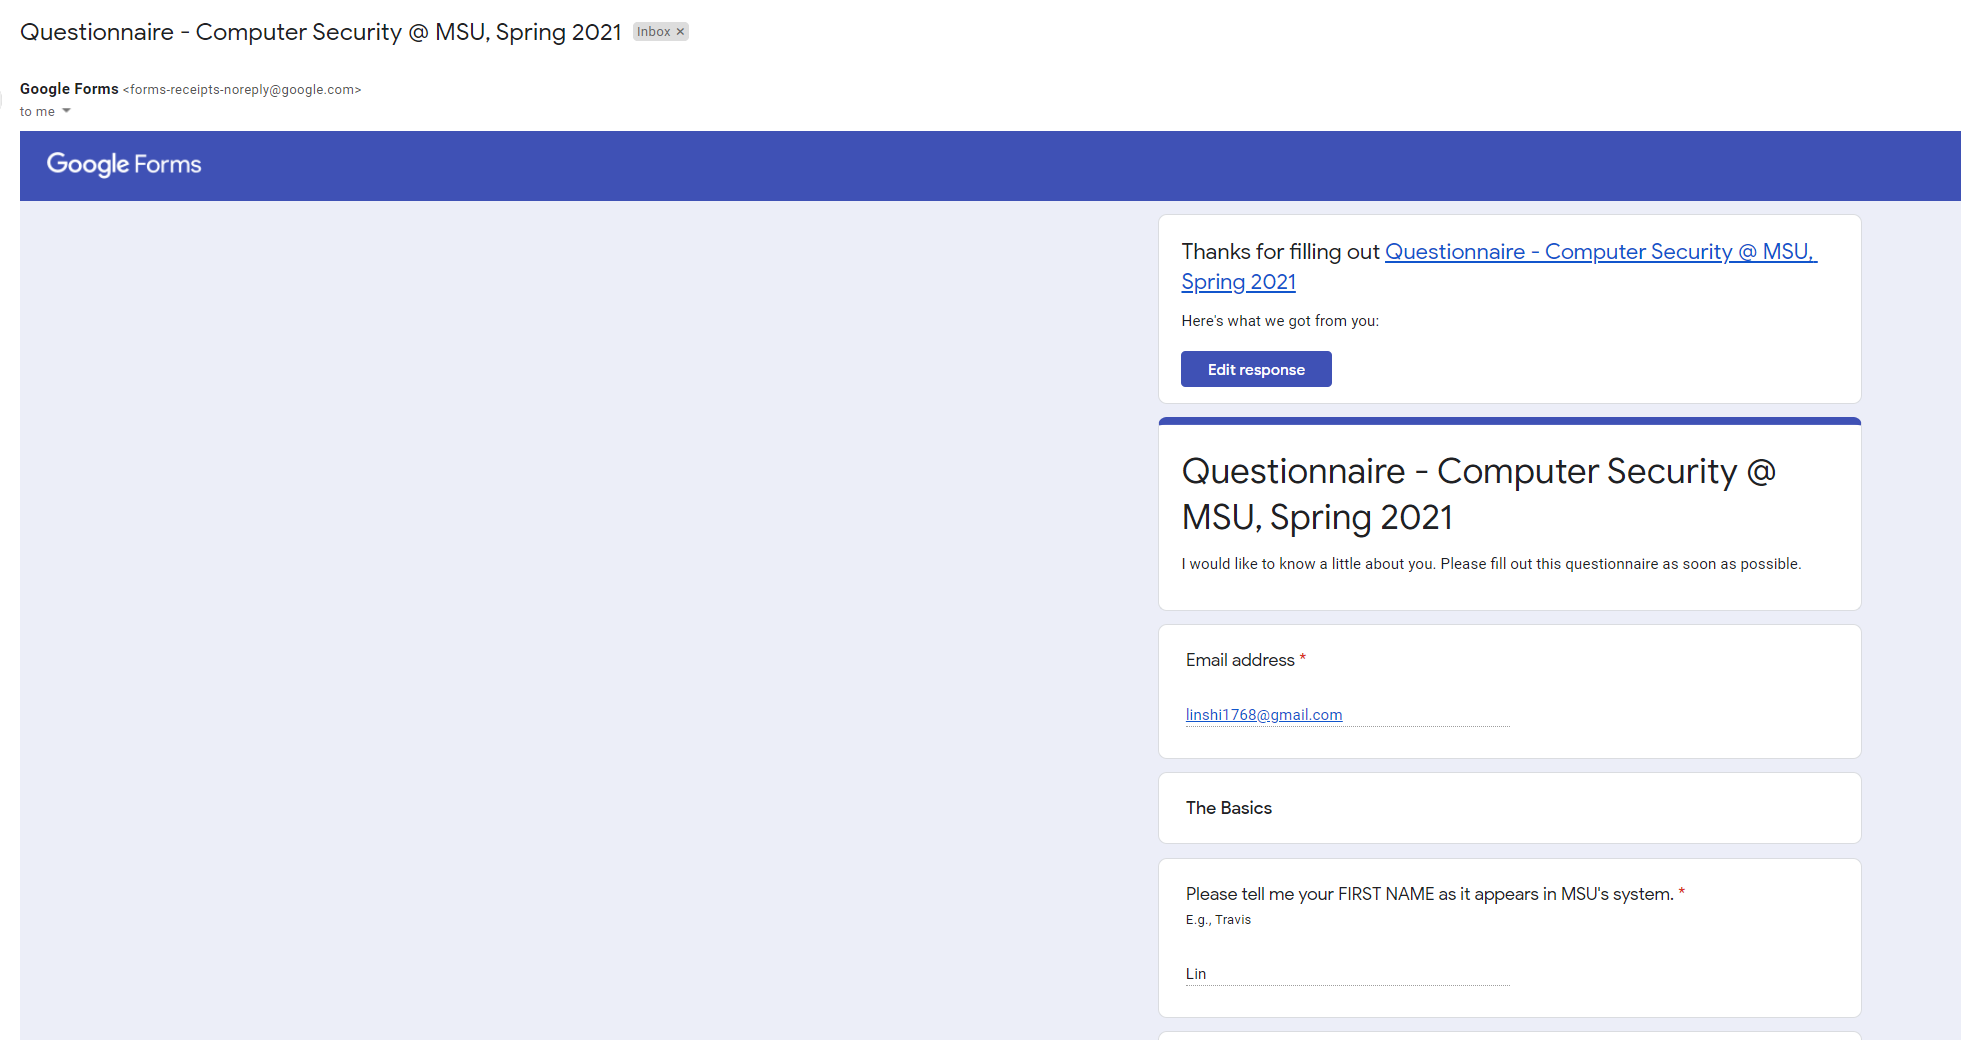 Questionnaire - Computer Security @ MSU, Spring 2021 Inbox ×
Google Forms <forms-receipts-noreply@google.com>
to me
Google Forms
Thanks for filling out Questionnaire - Computer Security @ MSU,
Spring 2021
Here's what we got from you:
Edit response
Questionnaire - Computer Security @
MSU, Spring 2021
I would like to know a little about you. Please fill out this questionnaire as soon as possible.
Email address *
linshi1768@gmail.com
The Basics
Please tell me your FIRST NAME as it appears in MSU's system. *
E.g., Travis
Lin